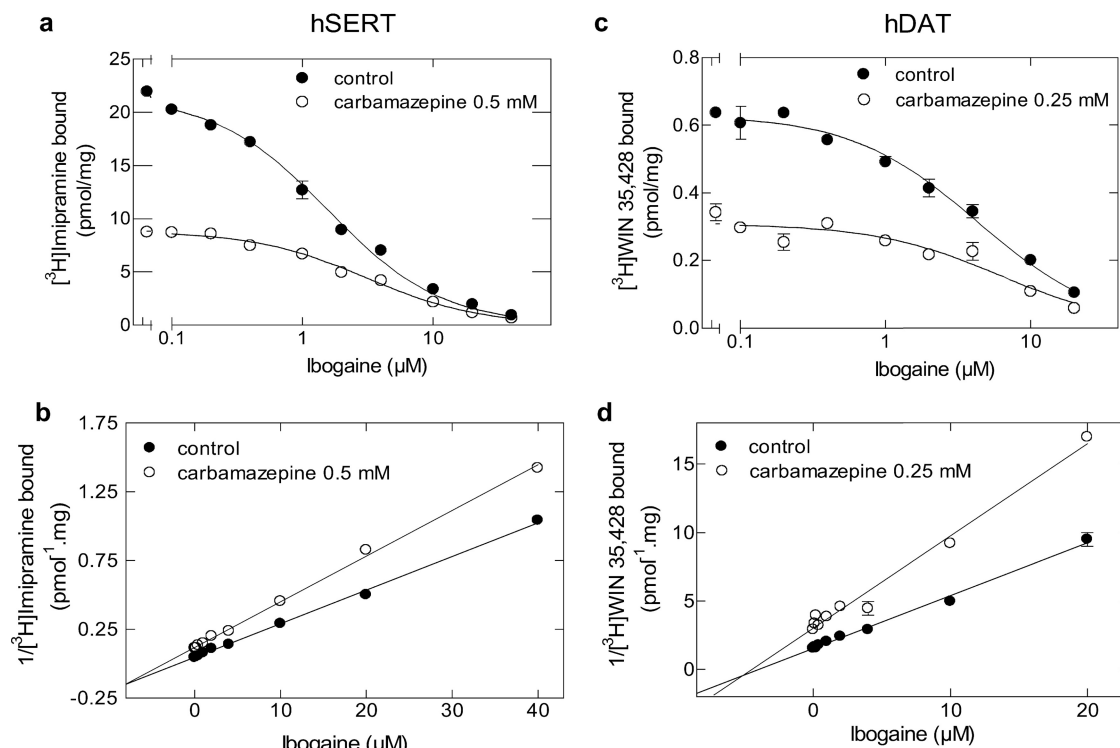 a
hSERT
[³H]Imipramine bound
(pmol/mg)
25
20
15
10
5
0
control
carbamazepine 0.5 mM
0.1
1
10
Ibogaine (µM)
c
hDAT
[³H]WIN 35,428 bound
(pmol/mg)
0.8
0.6
0.4
0.2
0.0
control
carbamazepine 0.25 mM
0.1
1
10
Ibogaine (µM)
b
1/[³H]Imipramine bound
(pmol⁻¹.mg)
1.75
1.25
0.75
0.25
-0.25
control
carbamazepine 0.5 mM
0
10
20
30
40
Ibogaine (µM)
d
1/[³H]WIN 35,428 bound
(pmol⁻¹.mg)
15
10
5
0
control
carbamazepine 0.25 mM
0
10
20
Ibogaine (µM)